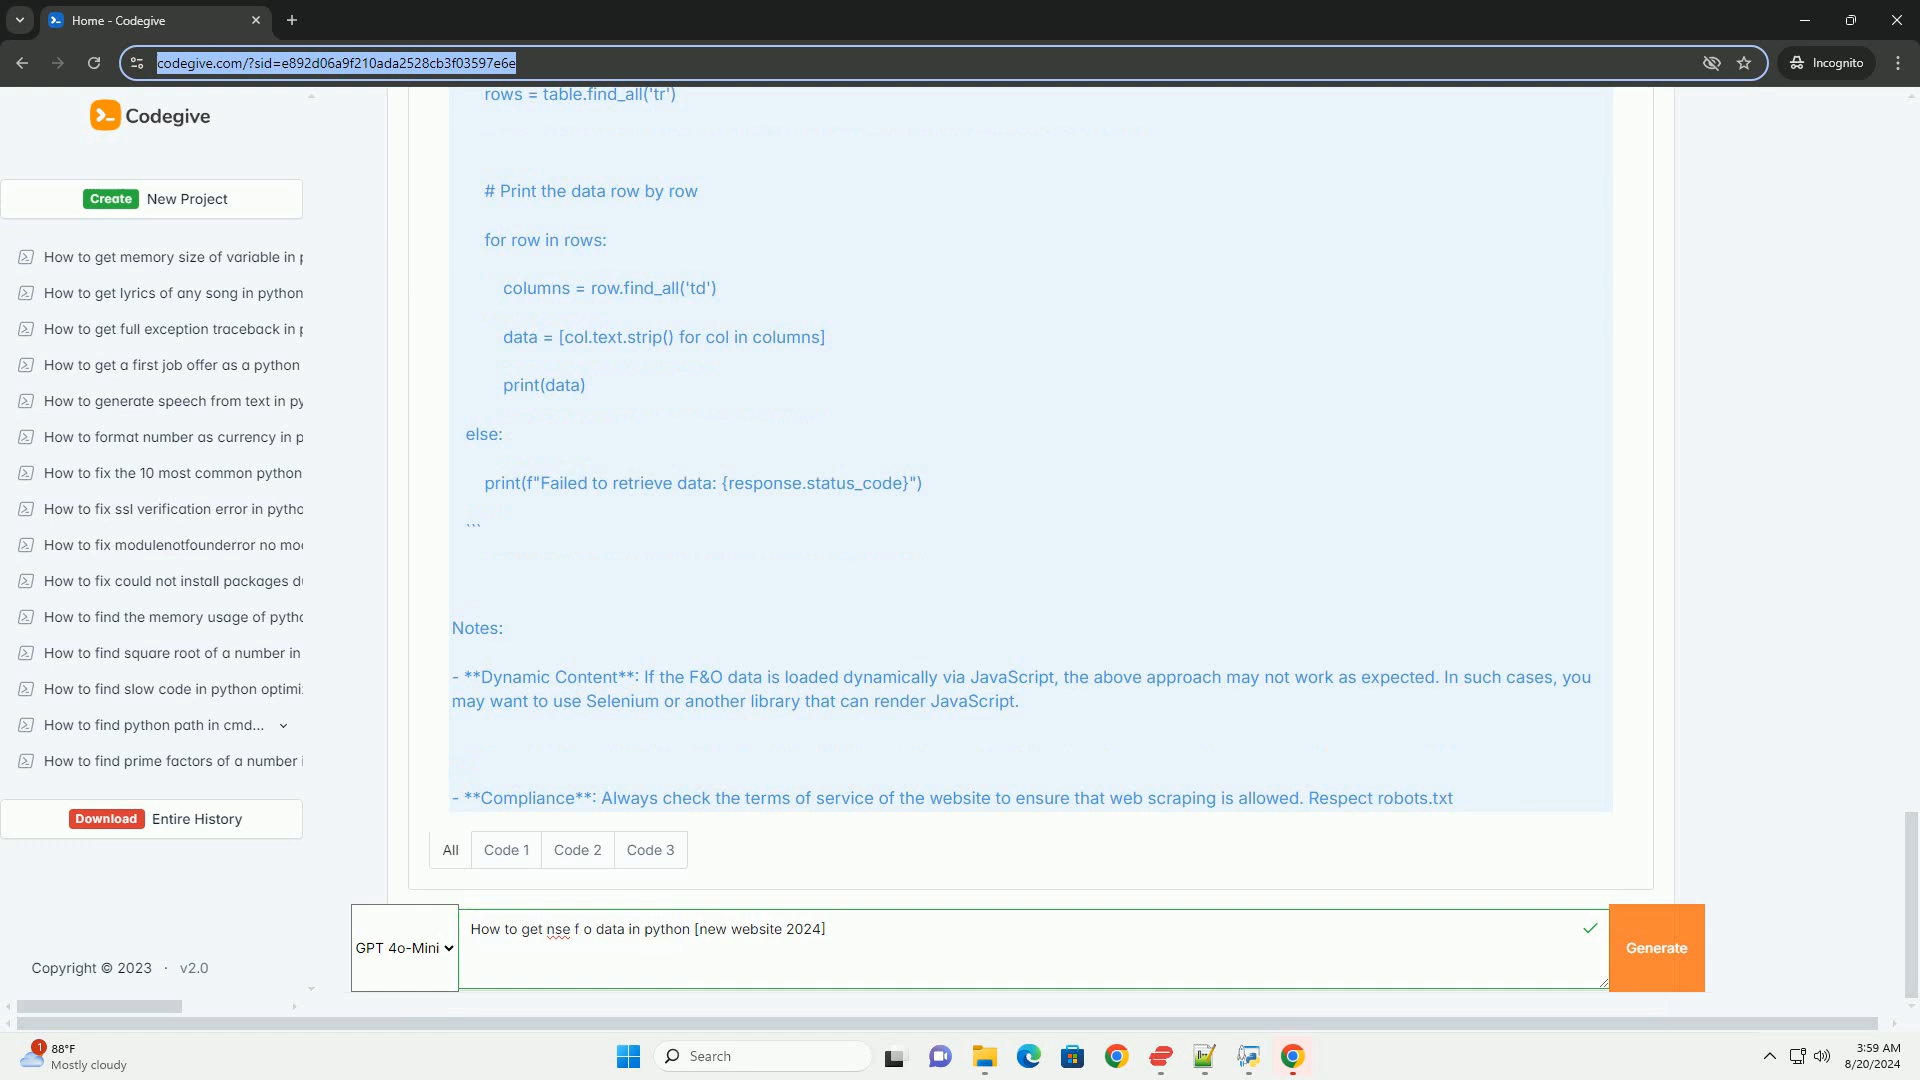 Home - Codegive
codegive.com/?sid=e892d06a9f210ada2528cb3f03597e6e
Incognito
Codegive
Create New Project
How to get memory size of variable in p
How to get lyrics of any song in python
How to get full exception traceback in p
How to get a first job offer as a python
How to generate speech from text in py
How to format number as currency in p
How to fix the 10 most common python
How to fix ssl verification error in pytho
How to fix modulenotfounderror no mod
How to fix could not install packages du
How to find the memory usage of pytho
How to find square root of a number in
How to find slow code in python optimi
How to find python path in cmd...
How to find prime factors of a number i
Download Entire History
Copyright © 2023 · v2.0
rows = table.find_all('tr')
# Print the data row by row
for row in rows:
columns = row.find_all('td')
data = [col.text.strip() for col in columns]
print(data)
else:
print(f"Failed to retrieve data: {response.status_code}")
```
Notes:
- **Dynamic Content**: If the F&O data is loaded dynamically via JavaScript, the above approach may not work as expected. In such cases, you
may want to use Selenium or another library that can render JavaScript.
- **Compliance**: Always check the terms of service of the website to ensure that web scraping is allowed. Respect robots.txt
All Code 1 Code 2 Code 3
GPT 4o-Mini
How to get nse f o data in python [new website 2024]
Generate
1
88°F
Mostly cloudy
Search
3:59 AM
8/20/2024